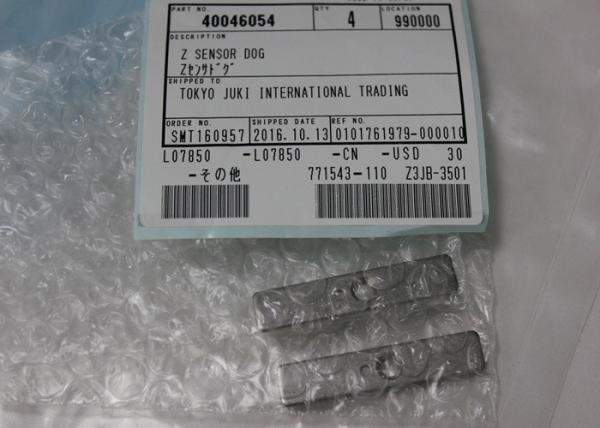 PART NO. QTY LOCATION
40046054 4 990000
DESCRIPTION
Z SENSOR DOG
Zセンサドグ
SHIPPED TO
TOKYO JUKI INTERNATIONAL TRADING
ORDER NO. SHIPPED DATE REF NO.
SMT160957 2016.10.13 0101761979-000010
L07850 -L07850 -CN -USD 30
-その他 771543-110 Z3JB-3501